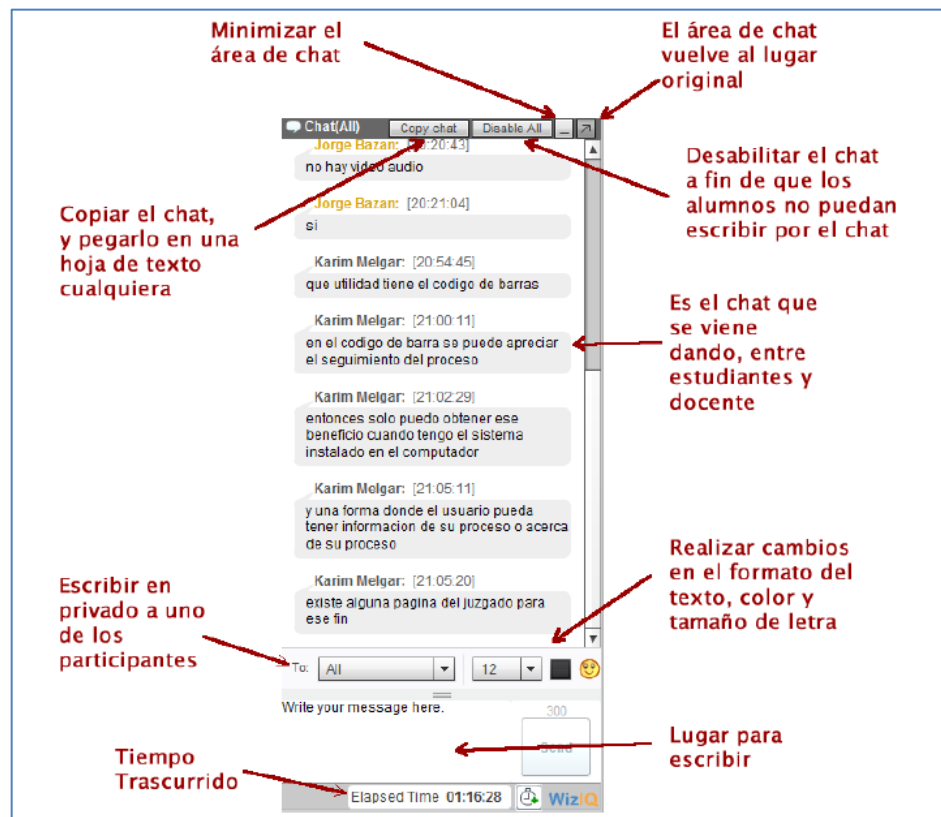 Minimizar el
área de chat
El área de chat
vuelve al lugar
original
Chat(All)
Copy chat
Disable All
Jorge Bazan: [20:20:43]
no hay video audio
Desabilitar el chat
a fin de que los
alumnos no puedan
escribir por el chat
Copiar el chat,
y pegarlo en una
hoja de texto
cualquiera
Jorge Bazan: [20:21:04]
si
Karim Melgar: [20:54:45]
que utilidad tiene el codigo de barras
Karim Melgar: [21:00:11]
en el codigo de barra se puede apreciar
el seguimiento del proceso
Es el chat que
se viene
dando, entre
estudiantes y
docente
Karim Melgar: [21:02:29]
entonces solo puedo obtener ese
beneficio cuando tengo el sistema
instalado en el computador
Karim Melgar: [21:05:11]
y una forma donde el usuario pueda
tener informacion de su proceso o acerca
de su proceso
Karim Melgar: [21:05:20]
existe alguna pagina del juzgado para
ese fin
Realizar cambios
en el formato del
texto, color y
tamaño de letra
Escribir en
privado a uno
de los
participantes
To: All 12
Write your message here.
300
Send
Lugar para
escribir
Tiempo
Trascurrido
Elapsed Time 01:16:28
WizIQ